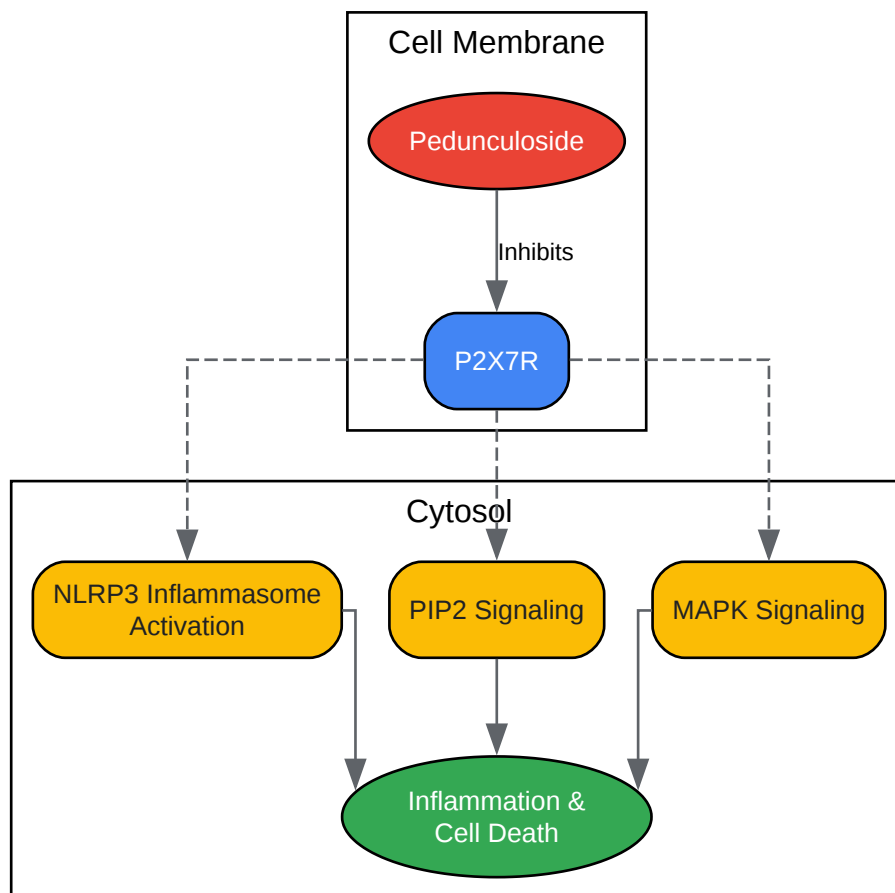 Cell Membrane
Pedunculoside
Inhibits
P2X7R
Cytosol
NLRP3 Inflammasome
Activation
PIP2 Signaling
MAPK Signaling
Inflammation &
Cell Death